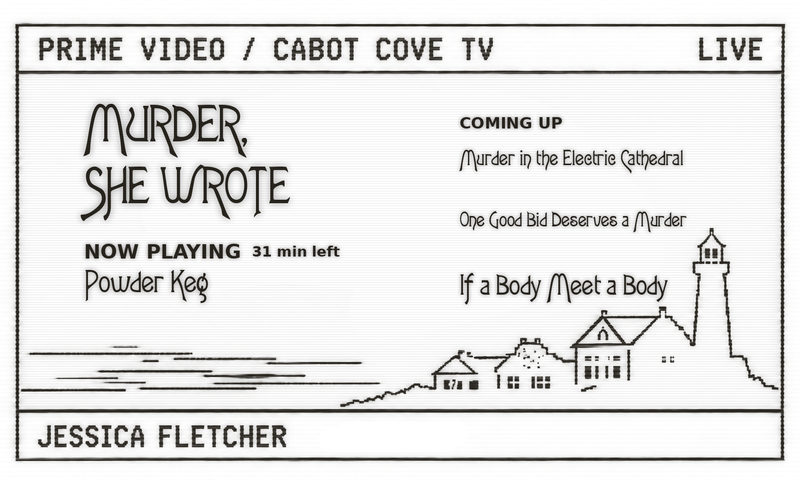 PRIME VIDEO / CABOT COVE TV
LIVE
MURDER,
SHE WROTE
NOW PLAYING 31 min left
Powder Keg
COMING UP
Murder in the Electric Cathedral
One Good Bid Deserves a Murder
If a Body Meet a Body
JESSICA FLETCHER